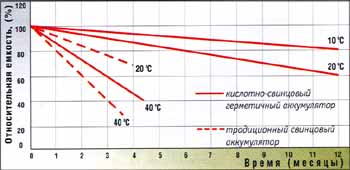 Относительная емкость, (%)
0
100
80
60
40
20
120
10°C
20°C
20°C
40°C
40°C
кислотно-свинцовый
герметичный аккумулятор
традиционный свинцовый
аккумулятор
0 1 2 3 4 5 6 7 8 9 10 11 12
Время (месяцы)